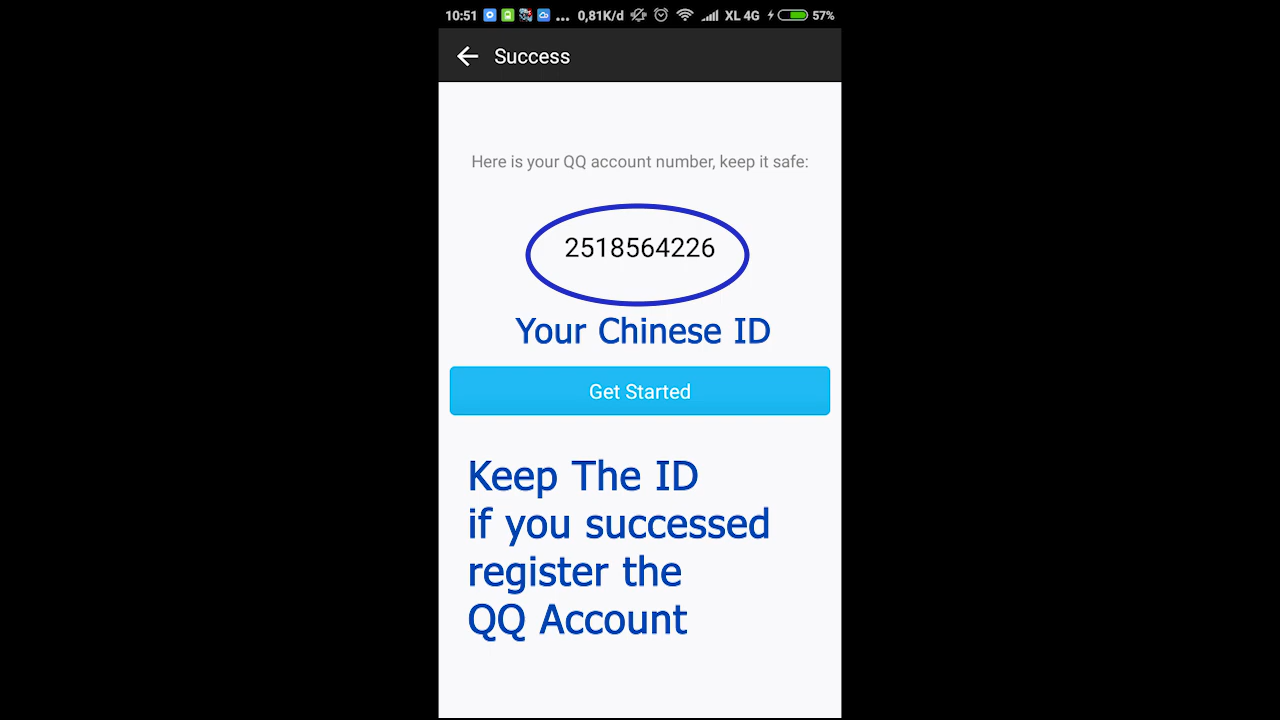 10:51 ... 0,81K/d XL 4G 57%
Success
Here is your QQ account number, keep it safe:
2518564226
Your Chinese ID
Get Started
Keep The ID
if you successed
register the
QQ Account